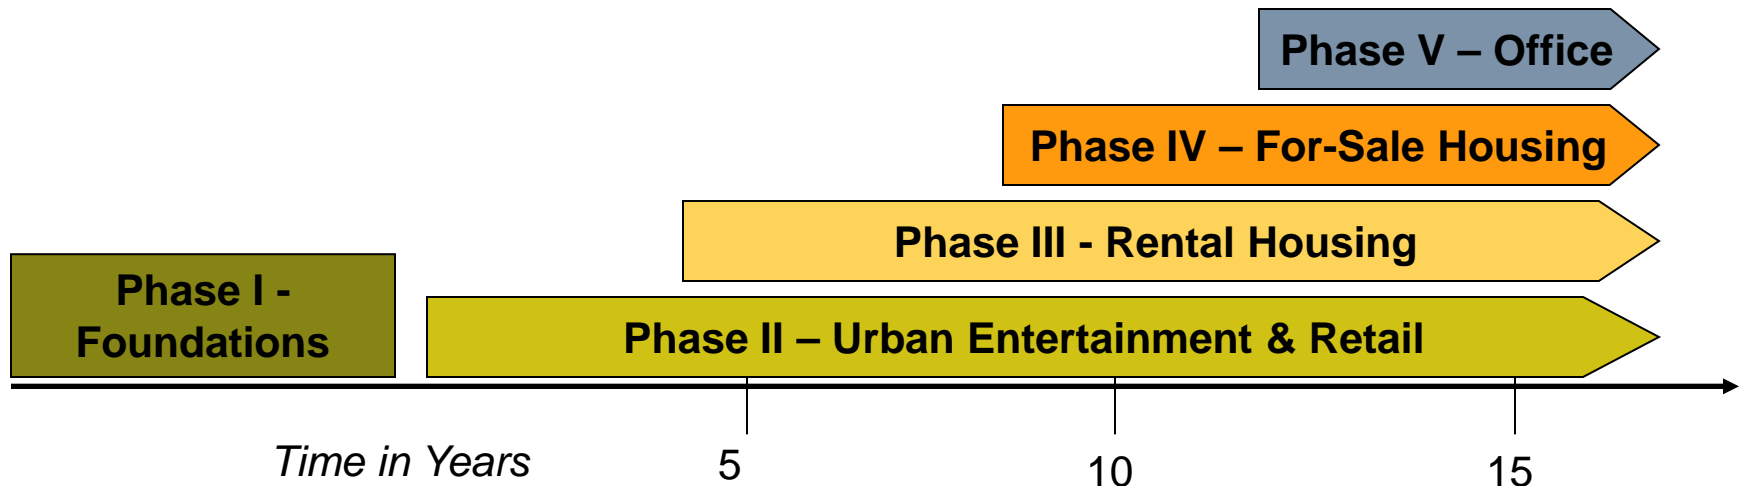 Phase V – Office
Phase IV – For-Sale Housing
Phase III - Rental Housing
Phase I -
Foundations
Phase II – Urban Entertainment & Retail
Time in Years
5
10
15